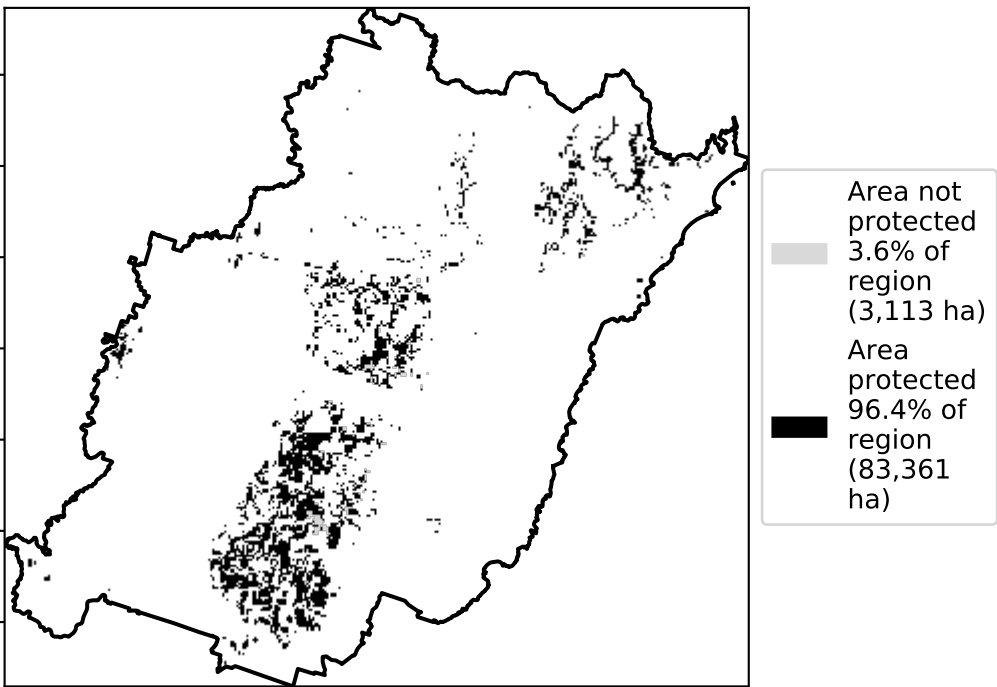 Area not
protected
3.6% of
region
(3,113 ha)
Area
protected
96.4% of
region
(83,361
ha)